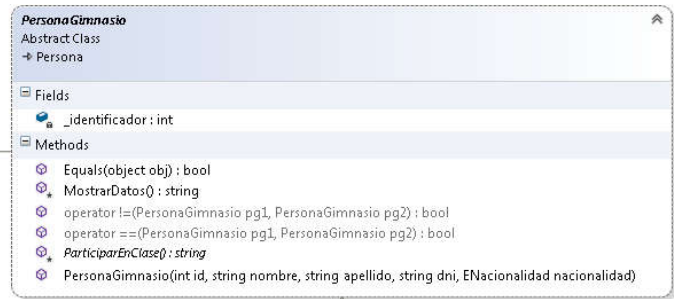 PersonaGimnasio
Abstract Class
Persona
Fields
_identificador : int
Methods
Equals(object obj) : bool
MostrarDatos() : string
operator !=(PersonaGimnasio pg1, PersonaGimnasio pg2) : bool
operator ==(PersonaGimnasio pg1, PersonaGimnasio pg2) : bool
ParticiparEnClase() : string
PersonaGimnasio(int id, string nombre, string apellido, string dni, ENacionalidad nacionalidad)